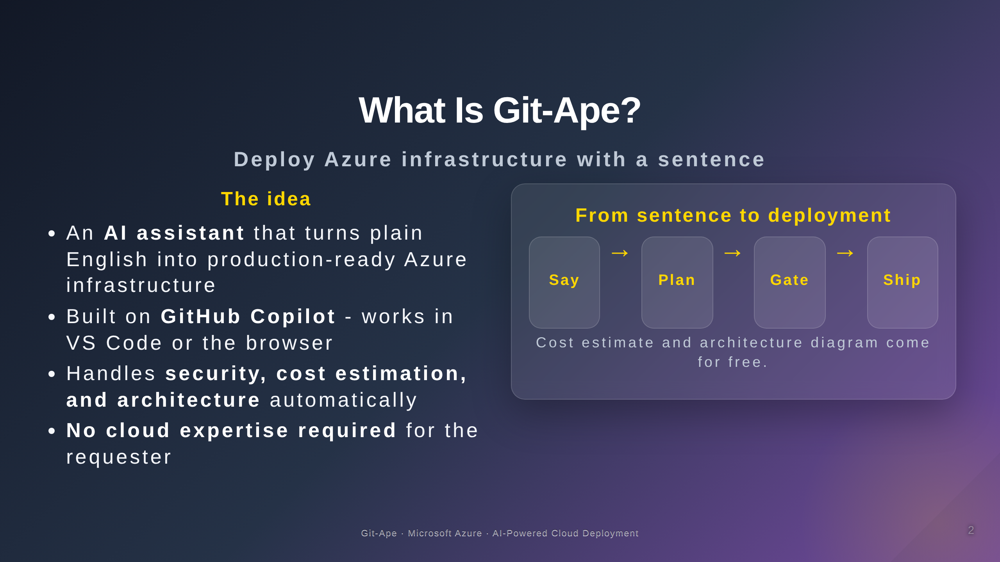 What Is Git-Ape?
Deploy Azure infrastructure with a sentence
The idea
• An AI assistant that turns plain
English into production-ready Azure
infrastructure
• Built on GitHub Copilot - works in
VS Code or the browser
• Handles security, cost estimation,
and architecture automatically
• No cloud expertise required for the
requester
From sentence to deployment
Say → Plan → Gate → Ship
Cost estimate and architecture diagram come
for free.
Git-Ape · Microsoft Azure · AI-Powered Cloud Deployment
2